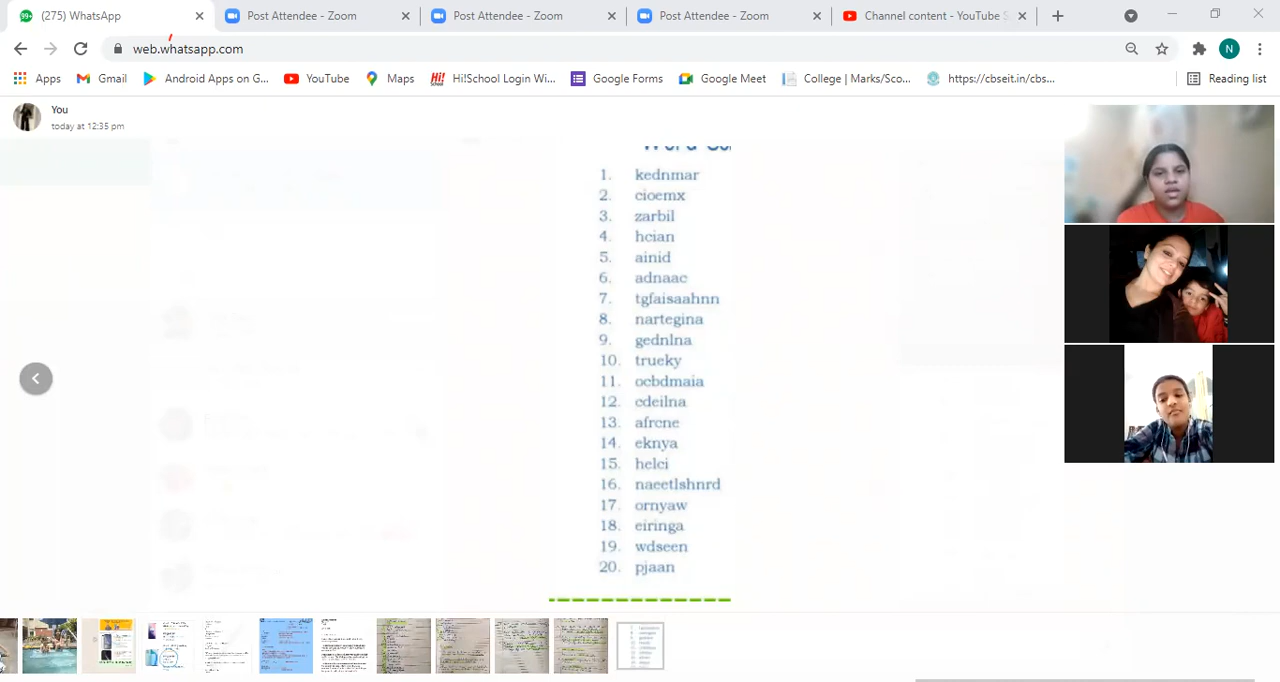 99+ (275) WhatsApp
Post Attendee - Zoom
Post Attendee - Zoom
Post Attendee - Zoom
Channel content - YouTube S
web.whatsapp.com
N
Apps
Gmail
Android Apps on G...
YouTube
Maps
Hi! Hi!School Login Wi...
Google Forms
Google Meet
College | Marks/Sco...
https://cbseit.in/cbs...
Reading list
You
today at 12:35 pm
1. kednmar
2. cioemx
3. zarbil
4. hcian
5. ainid
6. adnaac
7. tgfaisaahnn
8. nartegina
9. gednlna
10. trueky
11. ocbdmaia
12. cdeilna
13. afrcne
14. eknya
15. helci
16. naeetlshnrd
17. ornyaw
18. eiringa
19. wdseen
20. pjaan